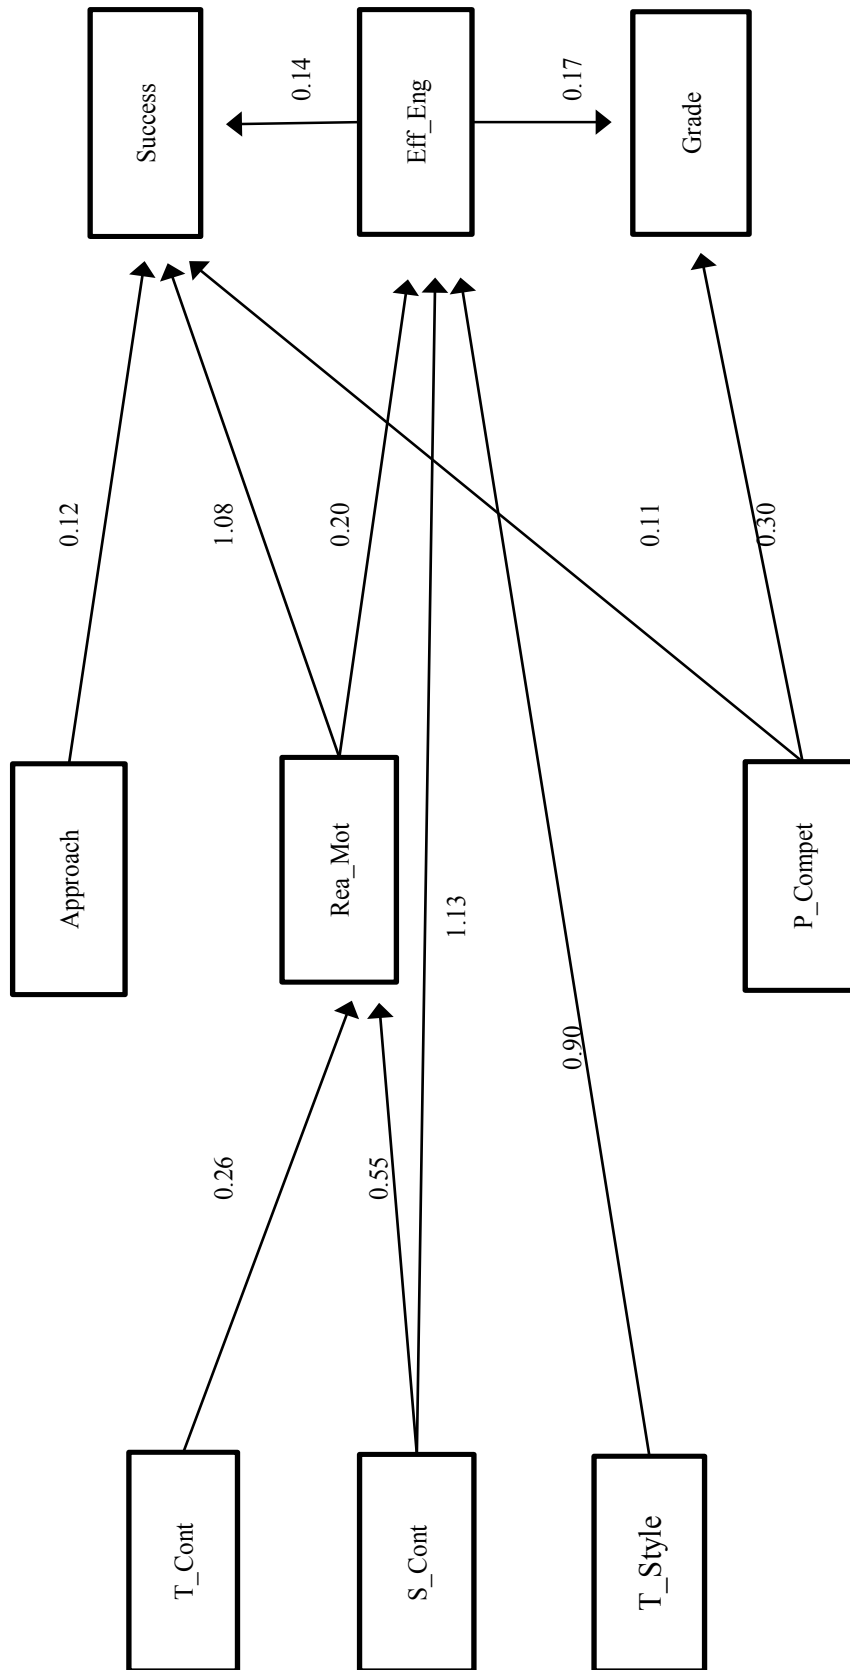 T_Cont
S_Cont
T_Style
0.26
0.55
1.13
0.90
Approach
Rea_Mot
P_Compet
0.12
1.08
0.20
0.11
0.30
Success
0.14
Eff_Eng
0.17
Grade